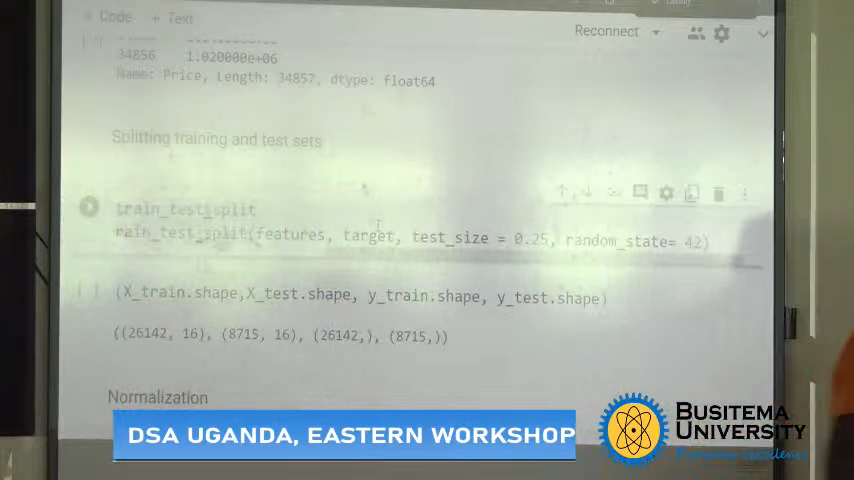 Code + Text
Reconnect
34856 1.020000e+06
Name: Price, Length: 34857, dtype: float64
Splitting training and test sets
train_test_split
rain_test_split(features, target, test_size = 0.25, random_state= 42)
[ ] (X_train.shape,X_test.shape, y_train.shape, y_test.shape)
((26142, 16), (8715, 16), (26142,), (8715,))
Normalization
DSA UGANDA, EASTERN WORKSHOP
BUSITEMA
UNIVERSITY